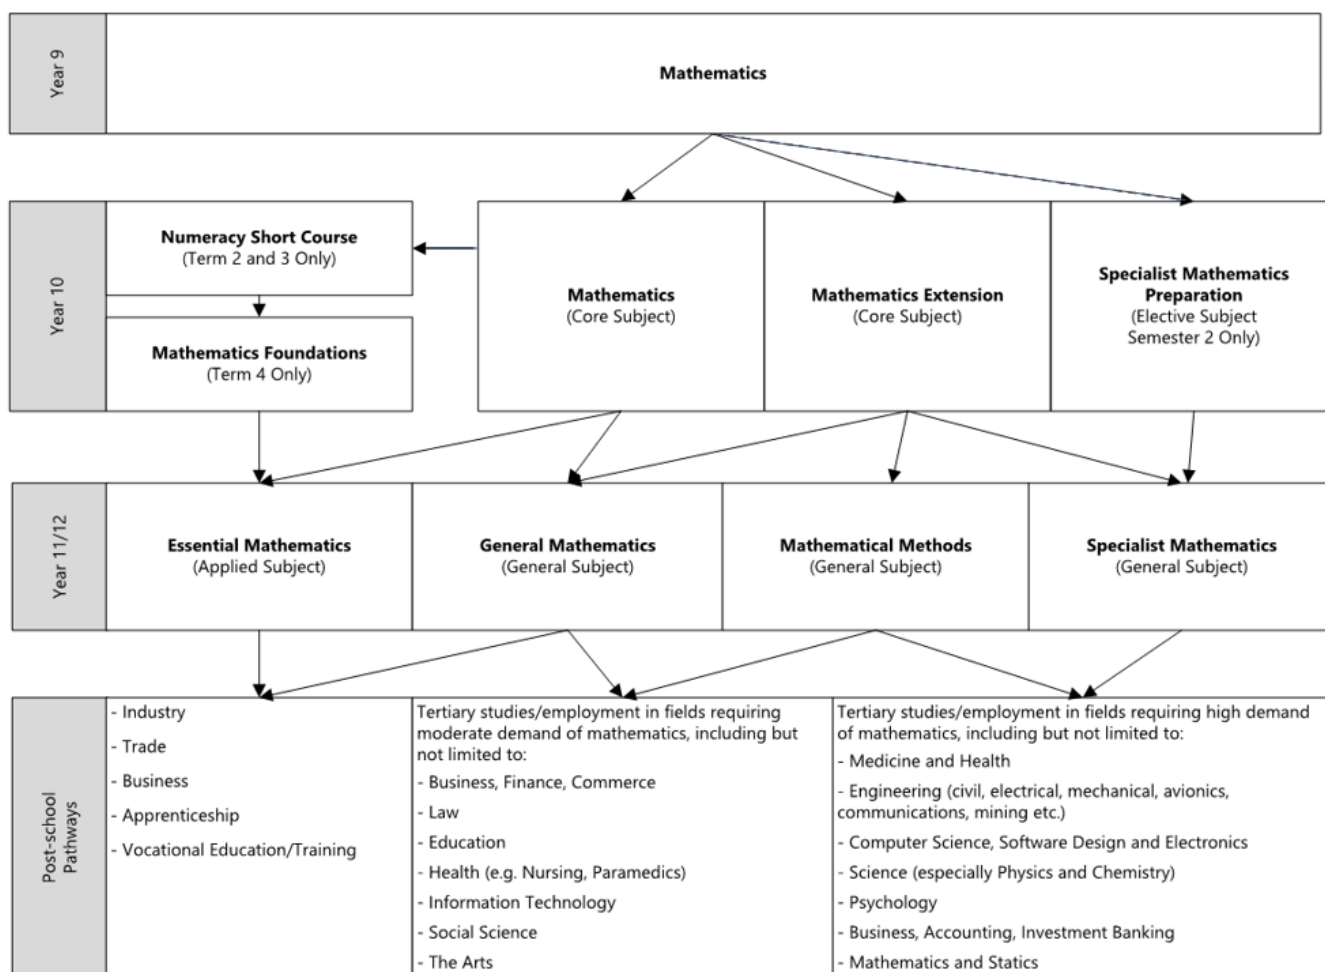 Year 9
Mathematics
Year 10
Numeracy Short Course
(Term 2 and 3 Only)
Mathematics Foundations
(Term 4 Only)
Mathematics
(Core Subject)
Mathematics Extension
(Core Subject)
Specialist Mathematics
Preparation
(Elective Subject
Semester 2 Only)
Year 11/12
Essential Mathematics
(Applied Subject)
General Mathematics
(General Subject)
Mathematical Methods
(General Subject)
Specialist Mathematics
(General Subject)
Post-school
Pathways
- Industry
- Trade
- Business
- Apprenticeship
- Vocational Education/Training
Tertiary studies/employment in fields requiring
moderate demand of mathematics, including but
not limited to:
- Business, Finance, Commerce
- Law
- Education
- Health (e.g. Nursing, Paramedics)
- Information Technology
- Social Science
- The Arts
Tertiary studies/employment in fields requiring high demand
of mathematics, including but not limited to:
- Medicine and Health
- Engineering (civil, electrical, mechanical, avionics,
communications, mining etc.)
- Computer Science, Software Design and Electronics
- Science (especially Physics and Chemistry)
- Psychology
- Business, Accounting, Investment Banking
- Mathematics and Statics